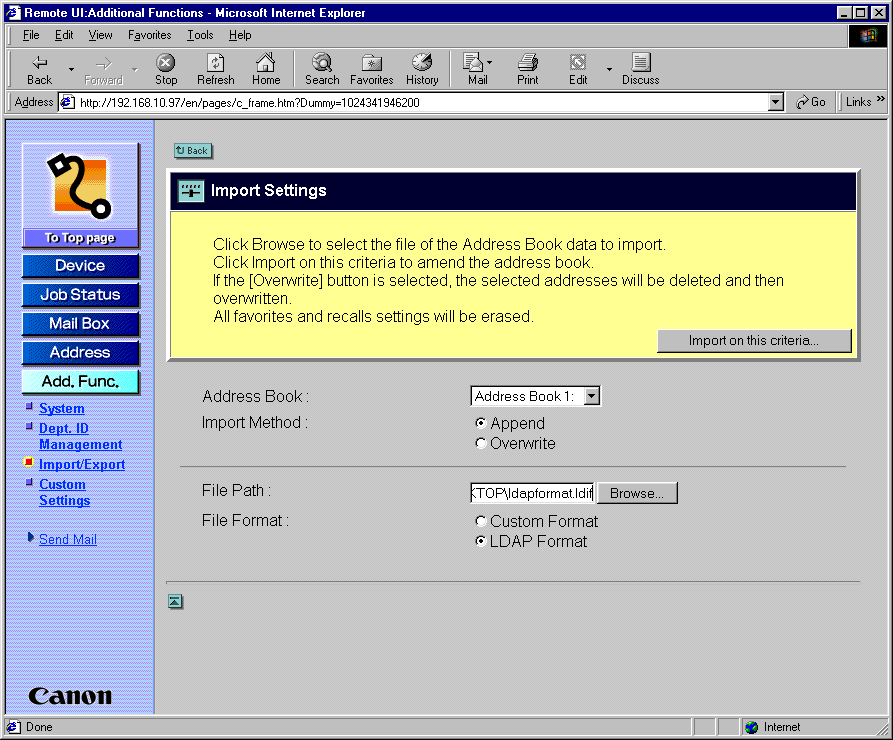 Remote UI:Additional Functions - Microsoft Internet Explorer
File Edit View Favorites Tools Help
Back Forward Stop Refresh Home Search Favorites History Mail Print Edit Discuss
Address http://192.168.10.97/en/pages/c_frame.htm?Dummy=1024341946200 Go Links »
To Top page
Device
Job Status
Mail Box
Address
Add. Func.
System
Dept. ID
Management
Import/Export
Custom
Settings
Send Mail
Canon
Back
Import Settings
Click Browse to select the file of the Address Book data to import.
Click Import on this criteria to amend the address book.
If the [Overwrite] button is selected, the selected addresses will be deleted and then
overwritten.
All favorites and recalls settings will be erased.
Import on this criteria...
Address Book : Address Book 1:
Import Method : Append
Overwrite
File Path : KTOP\ldapformat.ldif Browse...
File Format : Custom Format
LDAP Format
Done Internet